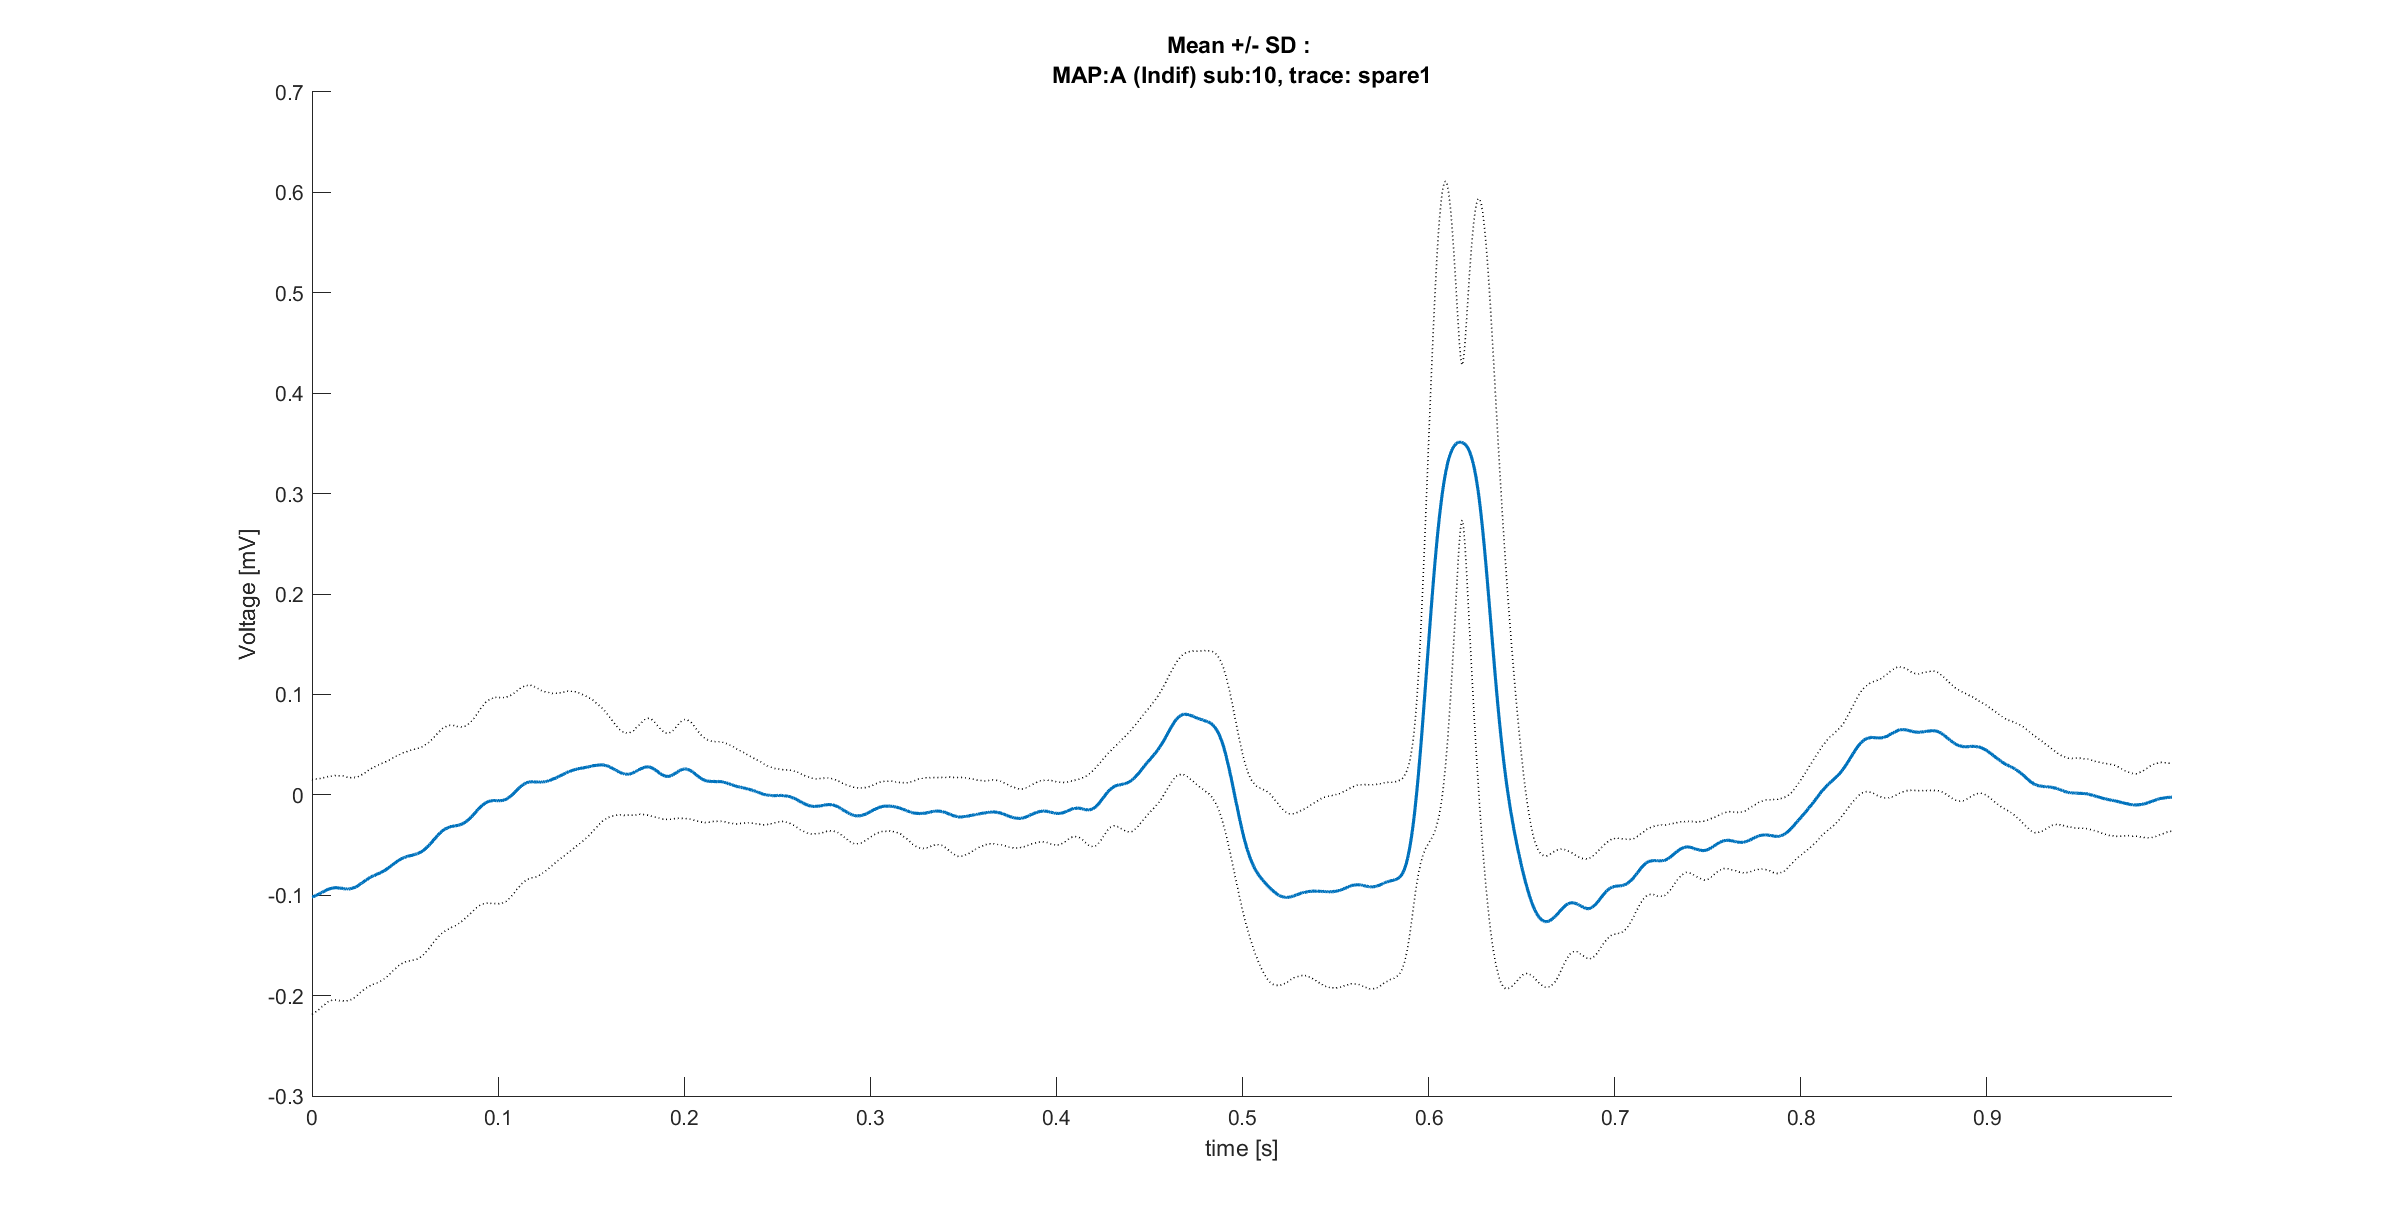 Mean +/- SD :
MAP:A (Indif) sub:10, trace: spare1
0.7
0.6
0.5
0.4
0.3
0.2
0.1
0
-0.1
-0.2
-0.3
Voltage [mV]
0 0.1 0.2 0.3 0.4 0.5 0.6 0.7 0.8 0.9
time [s]